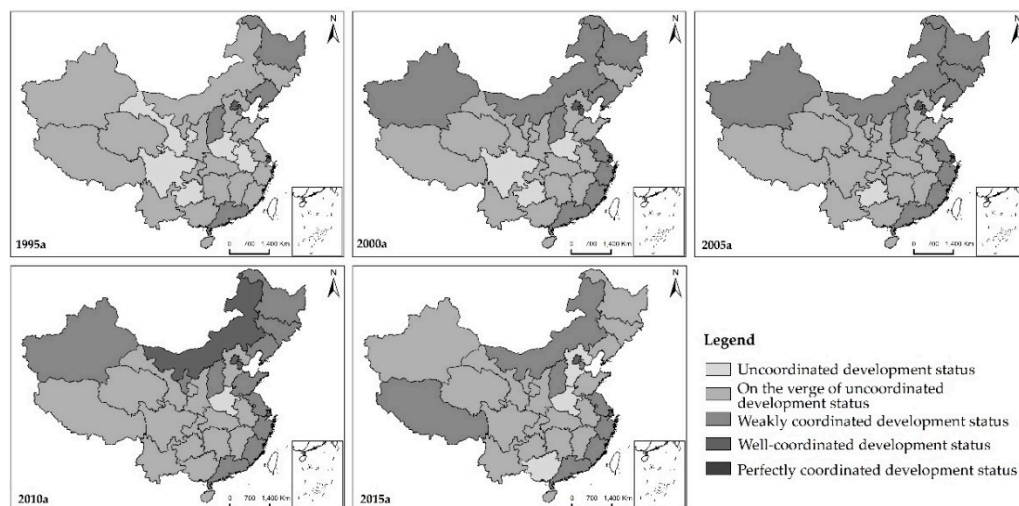 N
1995a
0 700 1,400 Km
N
2000a
0 700 1,400 Km
N
2005a
0 700 1,400 Km
N
2010a
0 700 1,400 Km
N
2015a
0 700 1,400 Km
Legend
Uncoordinated development status
On the verge of uncoordinated
development status
Weakly coordinated development status
Well-coordinated development status
Perfectly coordinated development status